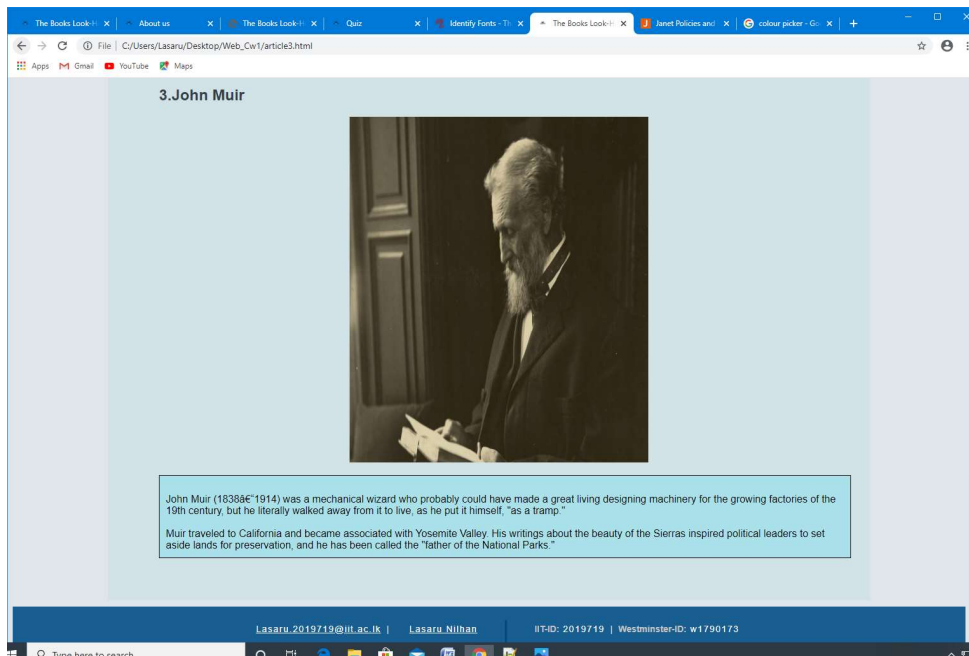 The Books Look-H
About us
The Books Look-H
Quiz
Identify Fonts - Th
The Books Look-H
Janet Policies and
colour picker - Go
File | C:/Users/Lasaru/Desktop/Web_Cw1/article3.html
Apps Gmail YouTube Maps
3.John Muir
John Muir (1838â€“1914) was a mechanical wizard who probably could have made a great living designing machinery for the growing factories of the
19th century, but he literally walked away from it to live, as he put it himself, "as a tramp."
Muir traveled to California and became associated with Yosemite Valley. His writings about the beauty of the Sierras inspired political leaders to set
aside lands for preservation, and he has been called the "father of the National Parks."
Lasaru.2019719@iit.ac.lk | Lasaru Nilhan IIT-ID: 2019719 | Westminster-ID: w1790173
Type here to search